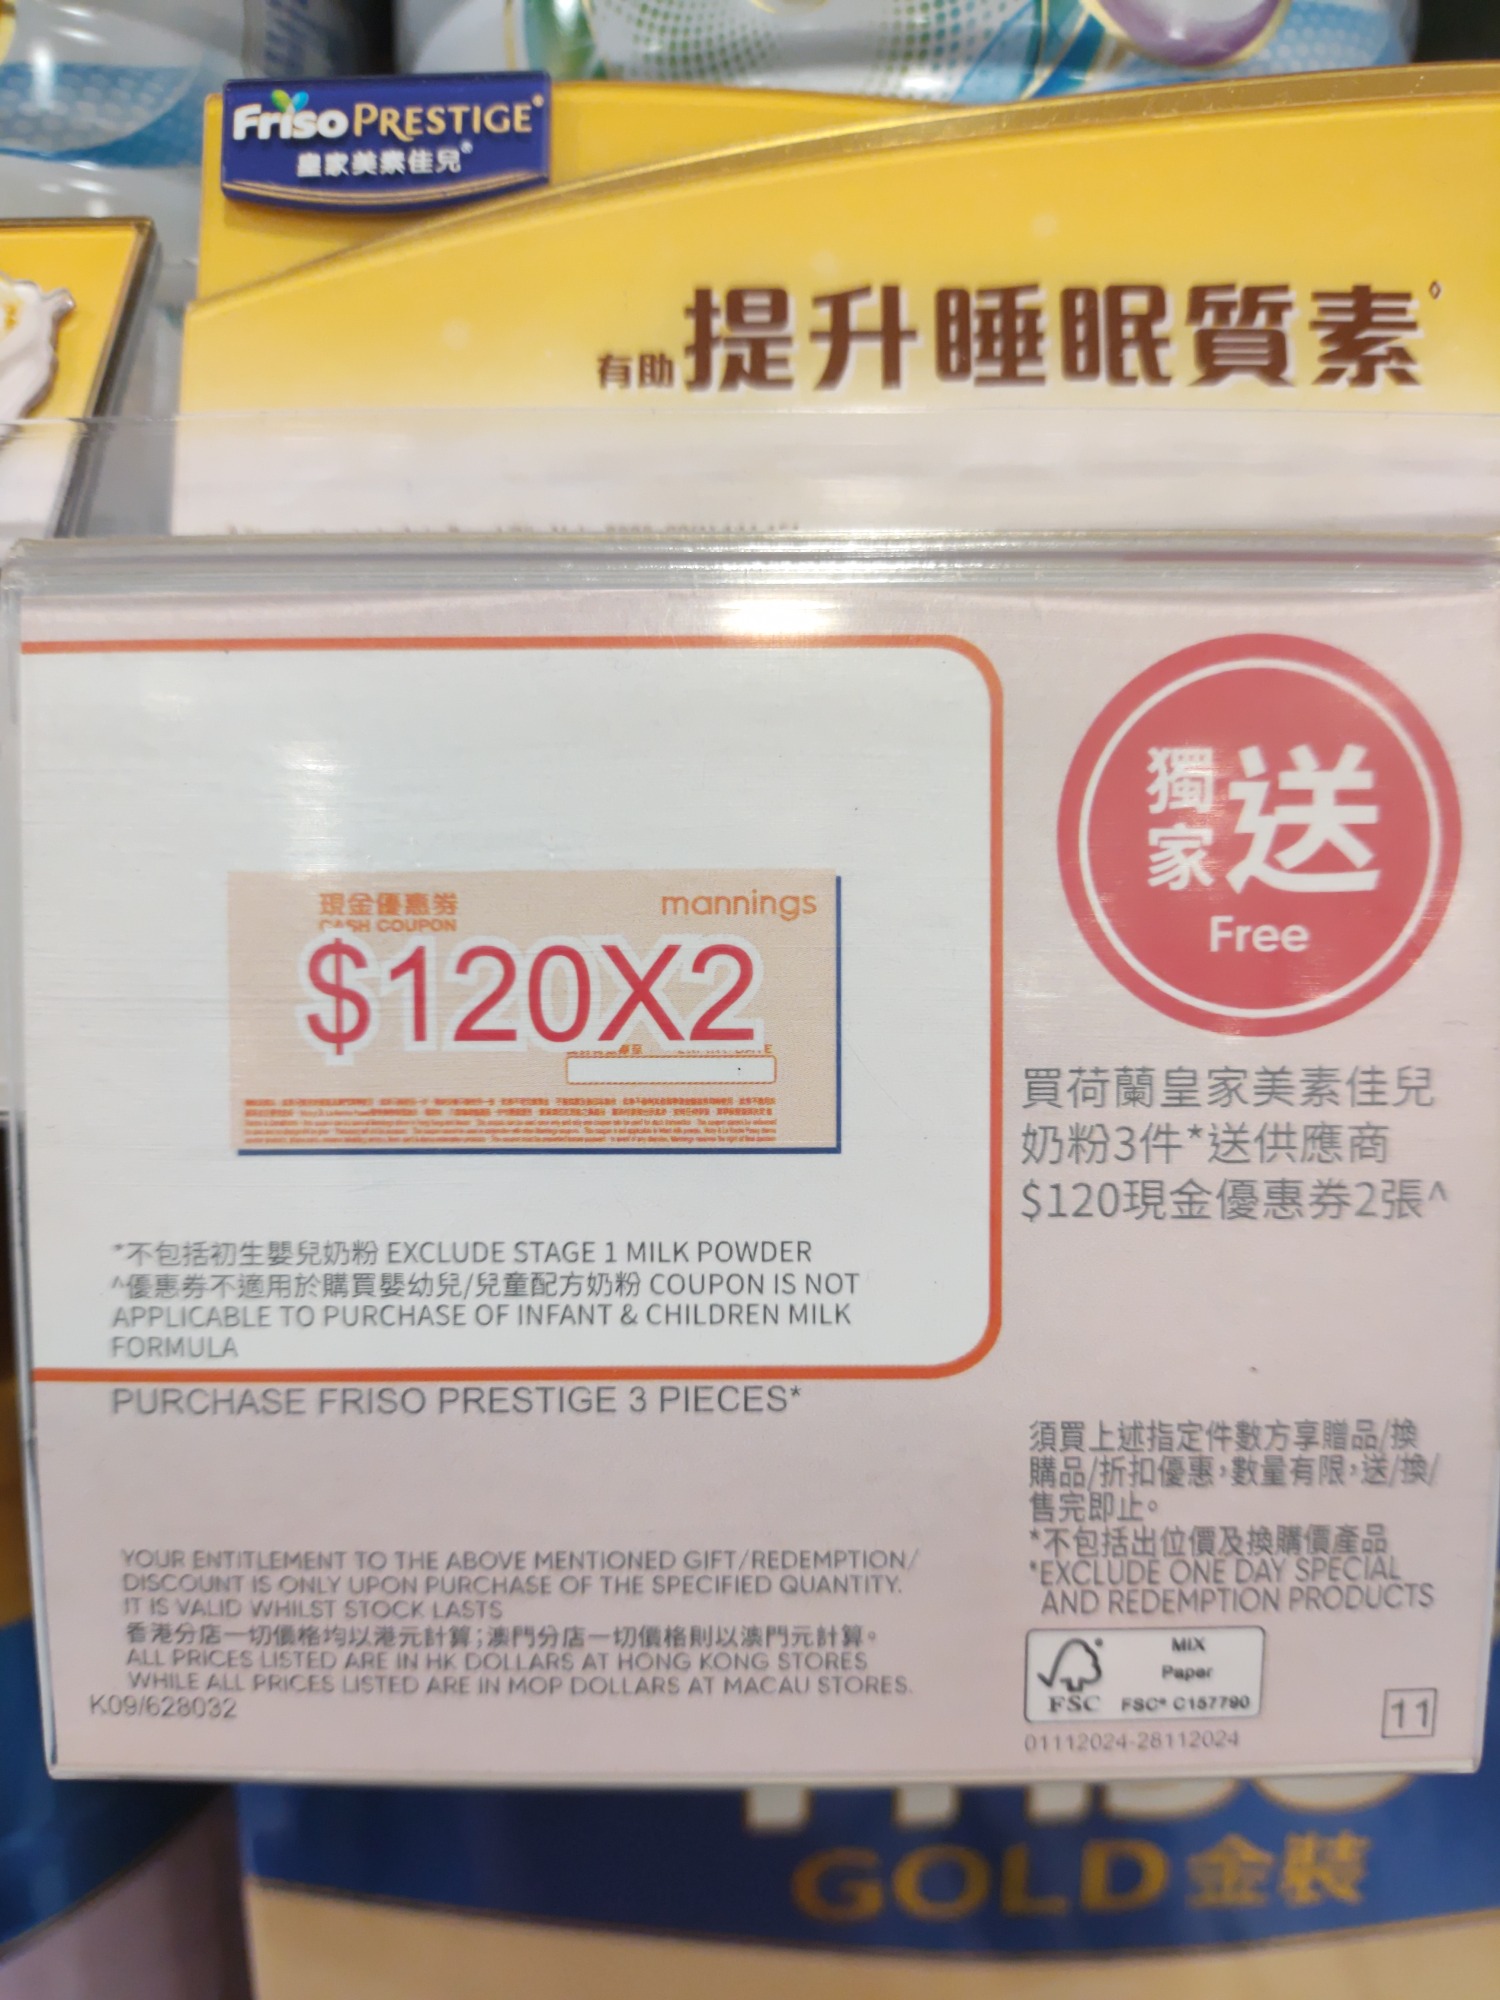 Friso PRESTIGE®
皇家美素佳兒®
有助提升睡眠質素◊
現金優惠券
CASH COUPON
mannings
$120X2
*不包括初生嬰兒奶粉 EXCLUDE STAGE 1 MILK POWDER
^優惠券不適用於購買嬰幼兒/兒童配方奶粉 COUPON IS NOT
APPLICABLE TO PURCHASE OF INFANT & CHILDREN MILK
FORMULA
PURCHASE FRISO PRESTIGE 3 PIECES*
獨家送
Free
買荷蘭皇家美素佳兒
奶粉3件*送供應商
$120現金優惠券2張^
須買上述指定件數方享贈品/換
購品/折扣優惠,數量有限,送/換/
售完即止。
*不包括出位價及換購價產品
*EXCLUDE ONE DAY SPECIAL
AND REDEMPTION PRODUCTS
YOUR ENTITLEMENT TO THE ABOVE MENTIONED GIFT/REDEMPTION/
DISCOUNT IS ONLY UPON PURCHASE OF THE SPECIFIED QUANTITY.
IT IS VALID WHILST STOCK LASTS
香港分店一切價格均以港元計算;澳門分店一切價格則以澳門元計算。
ALL PRICES LISTED ARE IN HK DOLLARS AT HONG KONG STORES
WHILE ALL PRICES LISTED ARE IN MOP DOLLARS AT MACAU STORES.
K09/628032
FSC
MIX
Paper
FSC® C157790
01112024-28112024
11
GOLD金裝